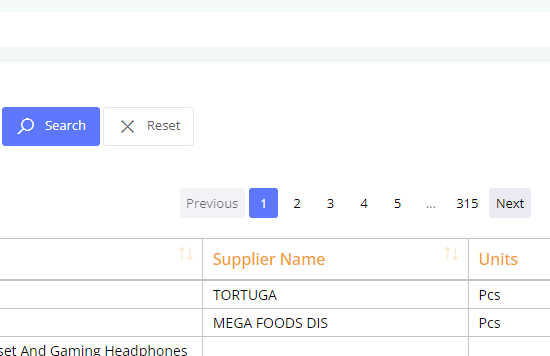 Search Reset
Previous 1 2 3 4 5 ... 315 Next
Supplier Name Units
TORTUGA Pcs
MEGA FOODS DIS Pcs
And Gaming Headphones